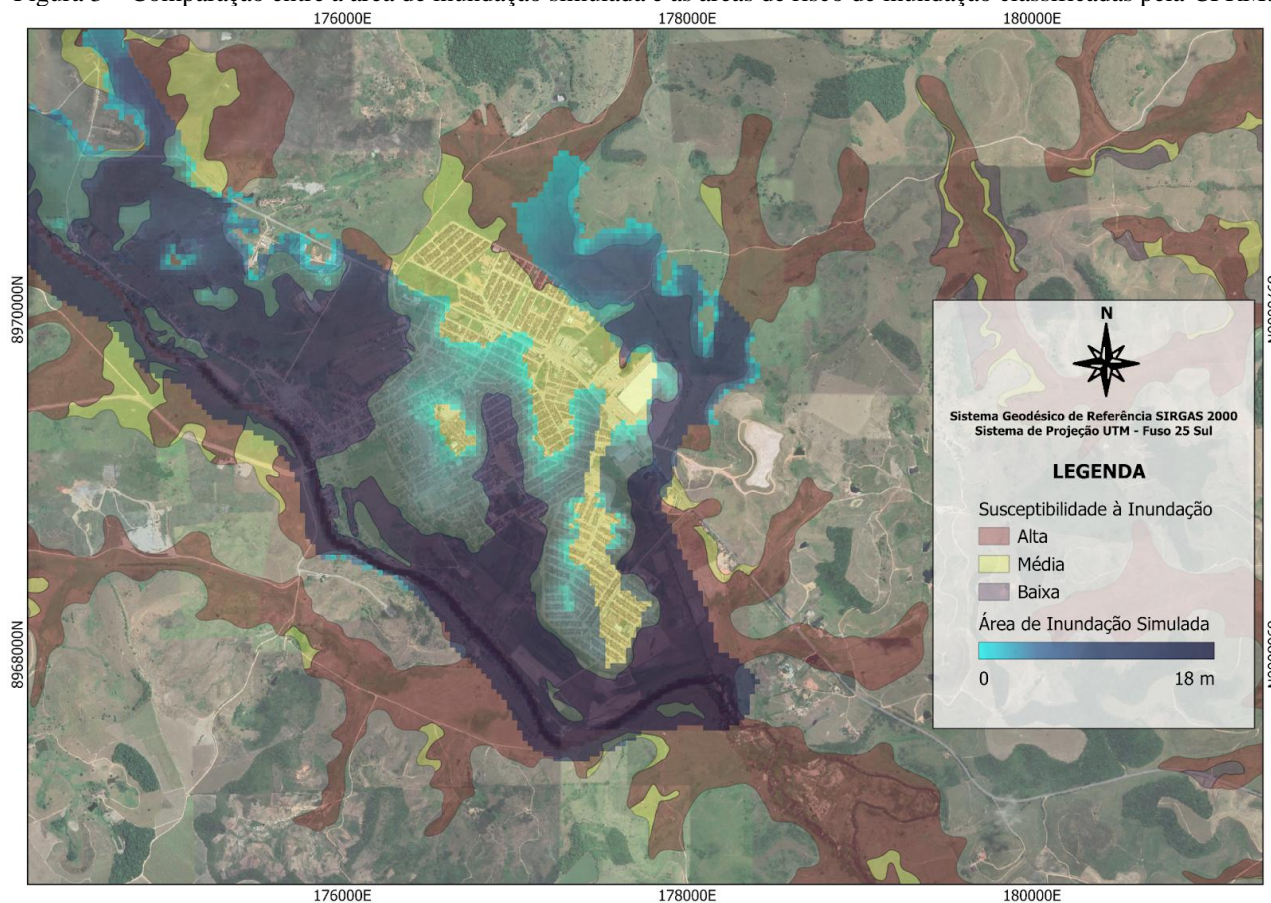 176000E 178000E 180000E
8970000N
8968000N
N
Sistema Geodésico de Referência SIRGAS 2000
Sistema de Projeção UTM - Fuso 25 Sul
LEGENDA
Susceptibilidade à Inundação
Alta
Média
Baixa
Área de Inundação Simulada
0 18 m
176000E 178000E 180000E